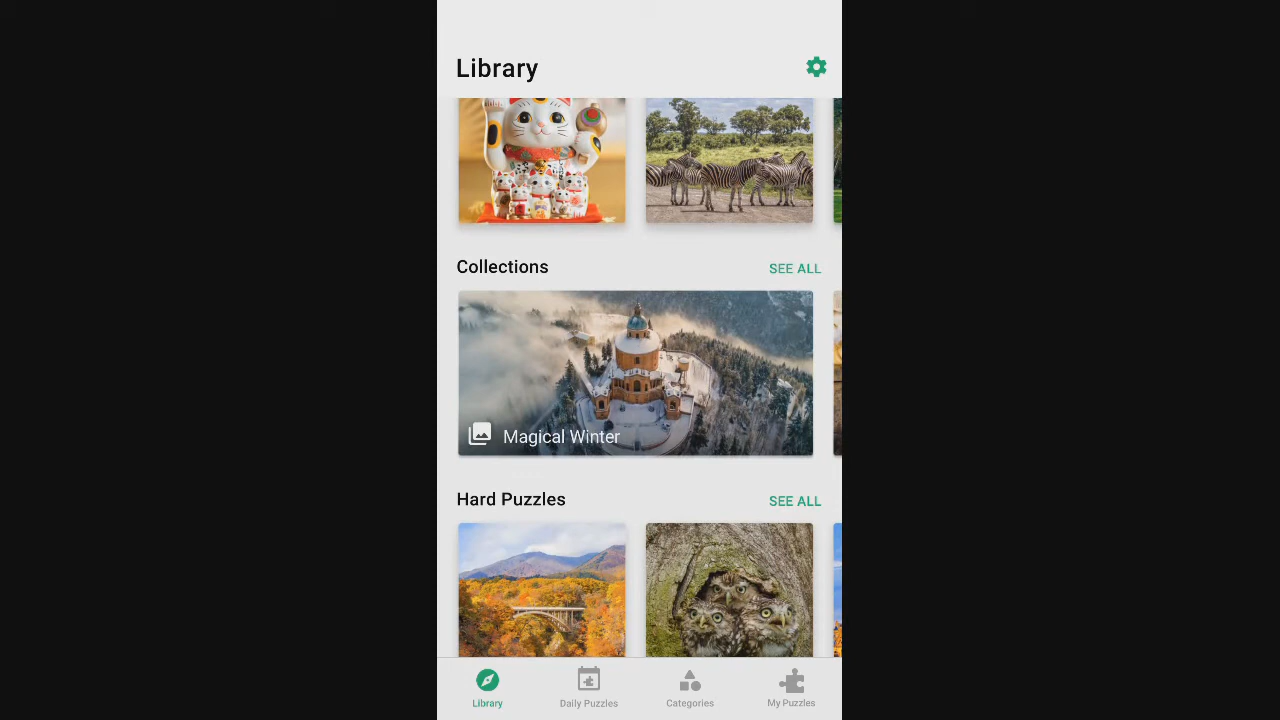 Library
Collections
SEE ALL
Magical Winter
Hard Puzzles
SEE ALL
Library
Daily Puzzles
Categories
My Puzzles